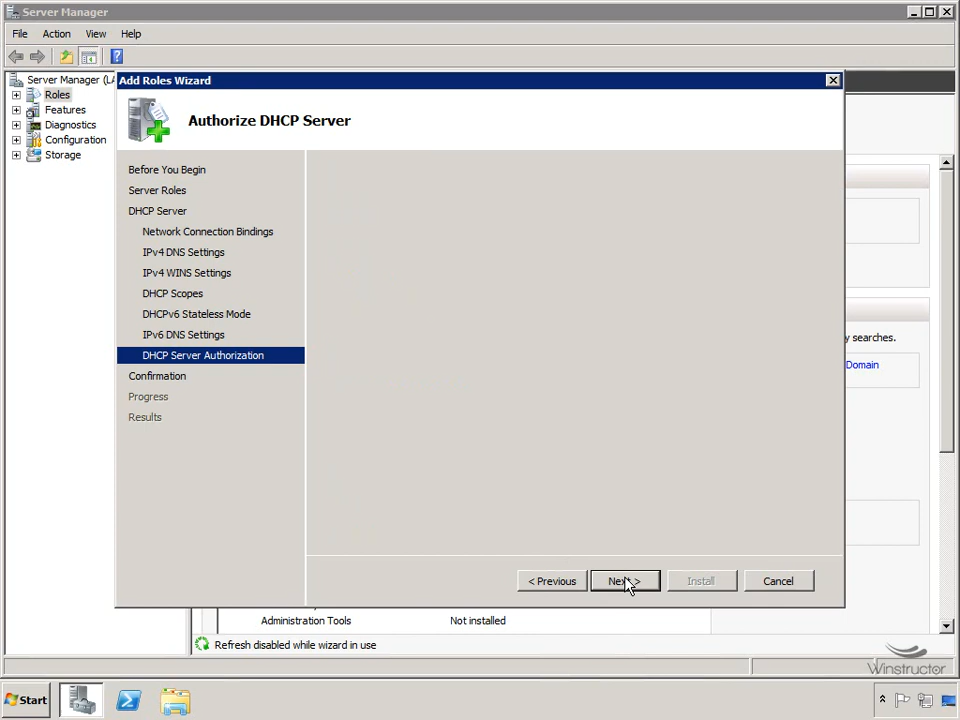 Server Manager
File Action View Help
Server Manager (LA
Roles
Features
Diagnostics
Configuration
Storage
Add Roles Wizard
Authorize DHCP Server
Before You Begin
Server Roles
DHCP Server
Network Connection Bindings
IPv4 DNS Settings
IPv4 WINS Settings
DHCP Scopes
DHCPv6 Stateless Mode
IPv6 DNS Settings
DHCP Server Authorization
Confirmation
Progress
Results
y searches.
Domain
< Previous Next > Install Cancel
Administration Tools Not installed
Refresh disabled while wizard in use
Winstructor
Start